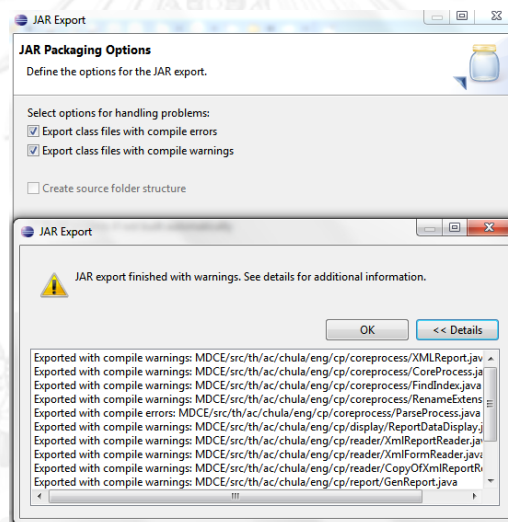 JAR Export
JAR Packaging Options
Define the options for the JAR export.
Select options for handling problems:
Export class files with compile errors
Export class files with compile warnings
Create source folder structure
JAR Export
JAR export finished with warnings. See details for additional information.
OK
<< Details
Exported with compile warnings: MDCE/src/th/ac/chula/eng/cp/coreprocess/XMLReport.jav
Exported with compile warnings: MDCE/src/th/ac/chula/eng/cp/coreprocess/CoreProcess.ja
Exported with compile warnings: MDCE/src/th/ac/chula/eng/cp/coreprocess/FindIndex.java
Exported with compile warnings: MDCE/src/th/ac/chula/eng/cp/coreprocess/RenameExtens
Exported with compile errors: MDCE/src/th/ac/chula/eng/cp/coreprocess/ParseProcess.java
Exported with compile warnings: MDCE/src/th/ac/chula/eng/cp/display/ReportDataDisplay.j
Exported with compile warnings: MDCE/src/th/ac/chula/eng/cp/reader/XmlReportReader.jav
Exported with compile warnings: MDCE/src/th/ac/chula/eng/cp/reader/XmlFormReader.java
Exported with compile warnings: MDCE/src/th/ac/chula/eng/cp/reader/CopyOfXmlReportR
Exported with compile warnings: MDCE/src/th/ac/chula/eng/cp/report/GenReport.java